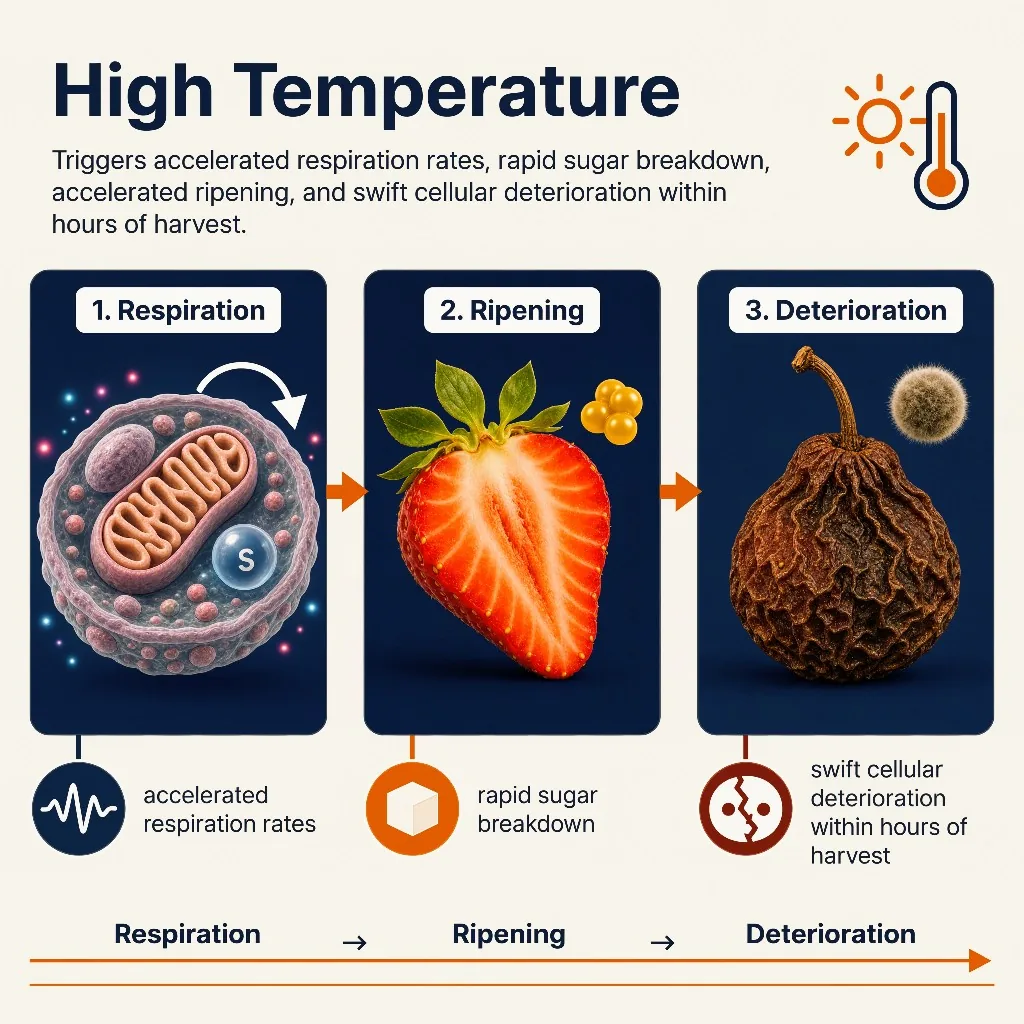 High Temperature
Triggers accelerated respiration rates, rapid sugar breakdown,
accelerated ripening, and swift cellular deterioration within
hours of harvest.
1. Respiration
2. Ripening
3. Deterioration
S
accelerated
respiration rates
rapid sugar
breakdown
swift cellular
deterioration
within hours of
harvest
Respiration → Ripening → Deterioration